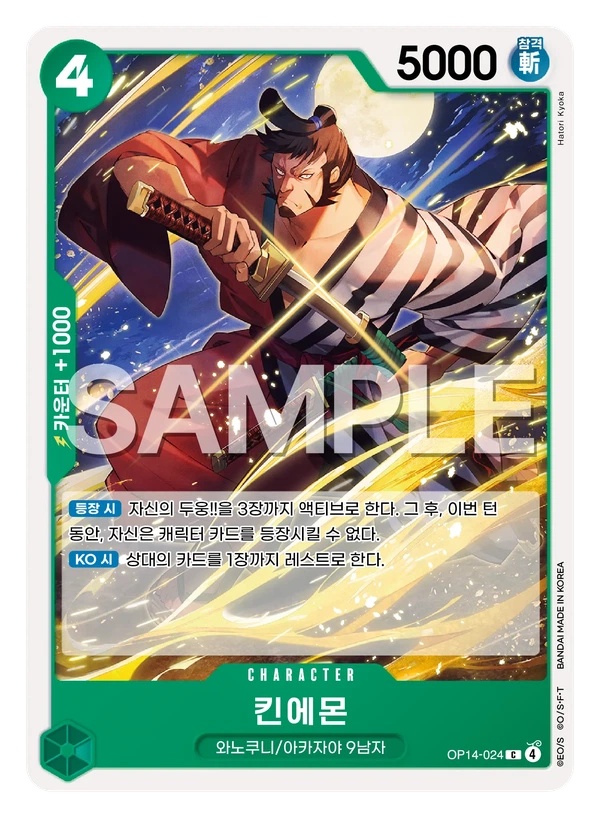 4
5000
참격
斬
Hatori Kyoka
카운터 +1000
SAMPLE
등장 시 자신의 두웅!!을 3장까지 액티브로 한다. 그 후, 이번 턴
동안, 자신은 캐릭터 카드를 등장시킬 수 없다.
KO 시 상대의 카드를 1장까지 레스트로 한다.
CHARACTER
킨에몬
와노쿠니/아카자야 9남자
OP14-024 C 4
©EO/S ©O/S·F·T BANDAI MADE IN KOREA